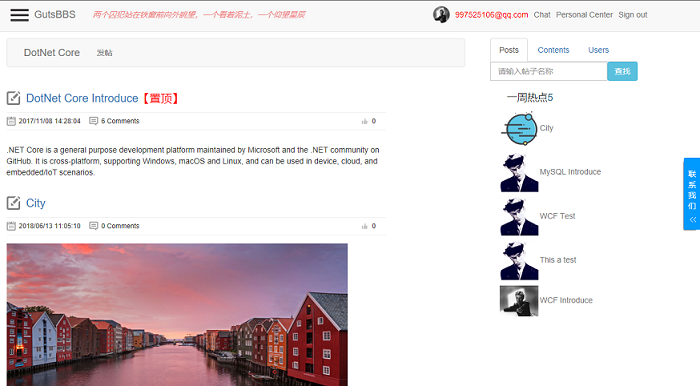 GutsBBS 两个囚犯站在铁窗前向外眺望，一个看着泥土，一个仰望星辰 997525106@qq.com Chat Personal Center Sign out
DotNet Core 发帖
DotNet Core Introduce【置顶】
2017/11/08 14:28:04 6 Comments 0
.NET Core is a general purpose development platform maintained by Microsoft and the .NET community on
GitHub. It is cross-platform, supporting Windows, macOS and Linux, and can be used in device, cloud, and
embedded/IoT scenarios.
City
2018/06/13 11:05:10 0 Comments 0
Posts Contents Users
请输入帖子名称 查找
一周热点5
City
MySQL Introduce
WCF Test
This a test
WCF Introduce
联
系
我
们